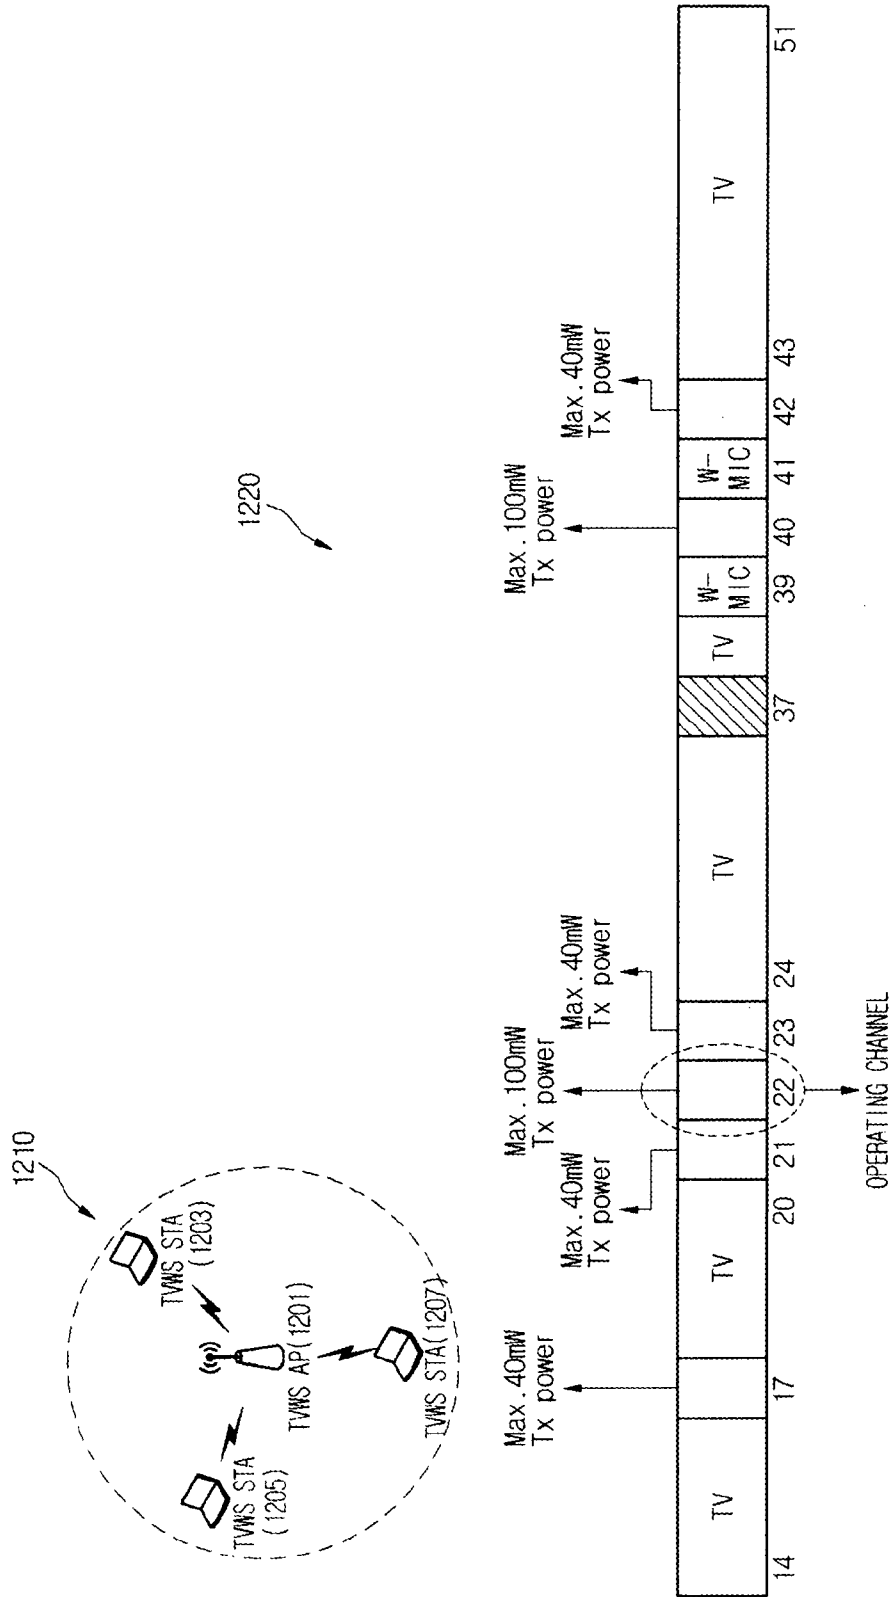 1210
TVWS STA
(1203)
TVWS STA
(1205)
TVWS AP(1201)
TVWS STA(1207)
1220
Max.40mW
Tx power
Max.40mW
Tx power
Max.100mW
Tx power
Max.40mW
Tx power
Max.100mW
Tx power
Max.40mW
Tx power
TV
TV
TV
TV
W-
MIC
W-
MIC
TV
14
17
20
21
22
23
24
37
39
40
41
42
43
51
OPERATING CHANNEL